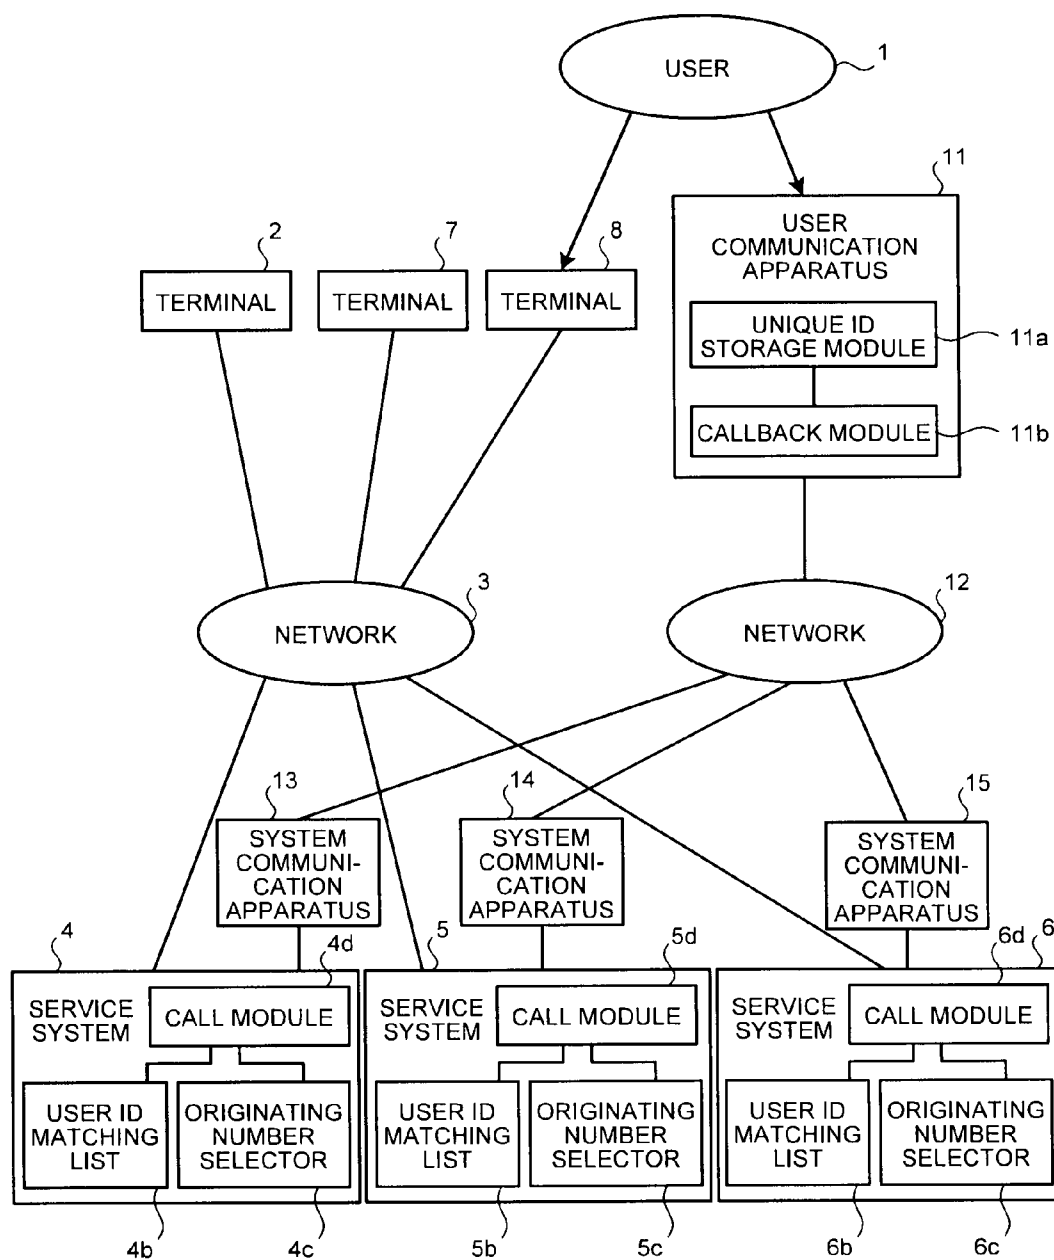 USER
1
11
USER
COMMUNICATION
APPARATUS
2
7
8
TERMINAL
TERMINAL
TERMINAL
UNIQUE ID
STORAGE MODULE
11a
CALLBACK MODULE
11b
3
12
NETWORK
NETWORK
13
14
15
SYSTEM
COMMUNI-
CATION
APPARATUS
SYSTEM
COMMUNI-
CATION
APPARATUS
SYSTEM
COMMUNI-
CATION
APPARATUS
4
4d
5
5d
6d
6
SERVICE
SYSTEM
CALL MODULE
SERVICE
SYSTEM
CALL MODULE
SERVICE
SYSTEM
CALL MODULE
USER ID
MATCHING
LIST
ORIGINATING
NUMBER
SELECTOR
USER ID
MATCHING
LIST
ORIGINATING
NUMBER
SELECTOR
USER ID
MATCHING
LIST
ORIGINATING
NUMBER
SELECTOR
4b
4c
5b
5c
6b
6c